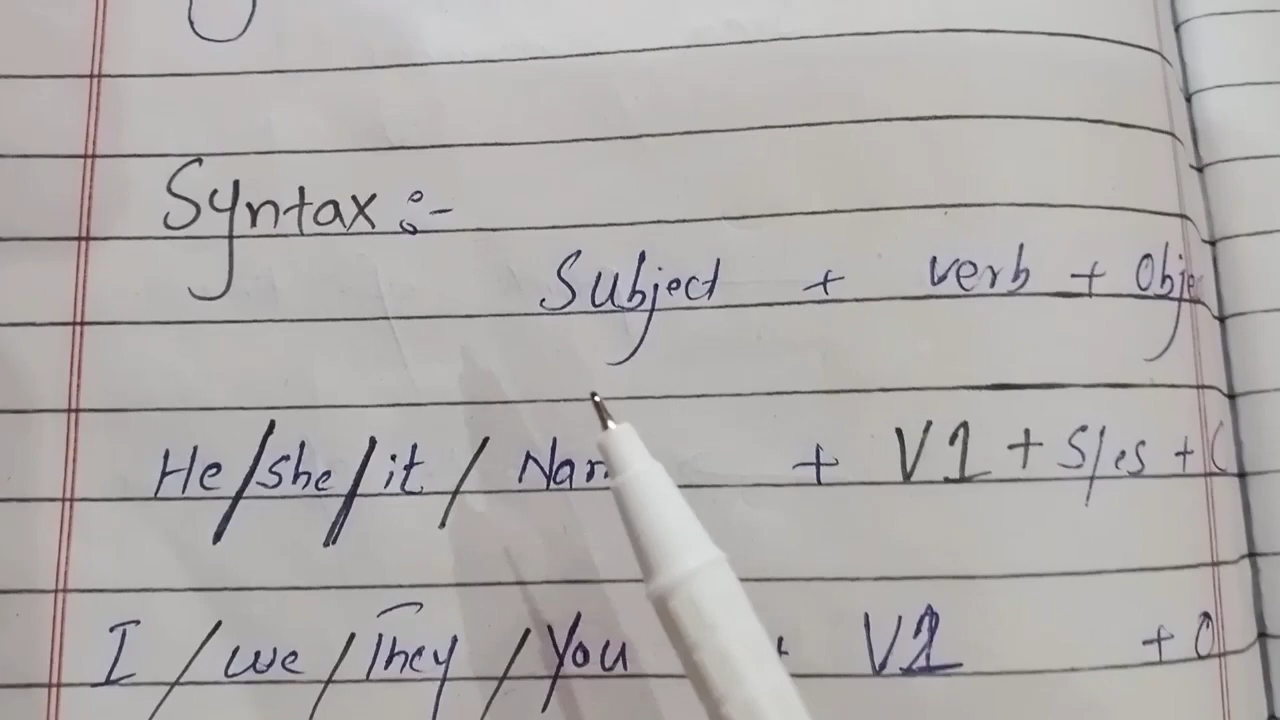 Syntax :-
Subject + verb + Obje
He/she/it / Nam + V1 + s/es + (
I / we / They / You + V1 + O